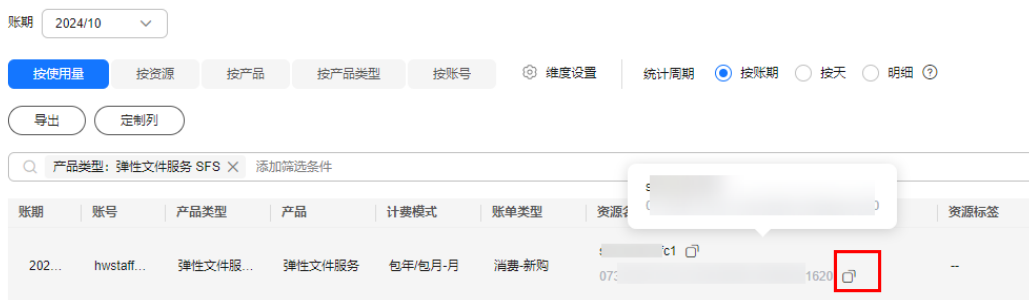 账期 2024/10
按使用量 按资源 按产品 按产品类型 按账号 维度设置 统计周期 按账期 按天 明细
导出 定制列
产品类型：弹性文件服务 SFS 添加筛选条件
账期 账号 产品类型 产品 计费模式 账单类型 资源 资源标签
fc1
202... hwstaff... 弹性文件服... 弹性文件服务 包年/包月-月 消费-新购 --
073 1620